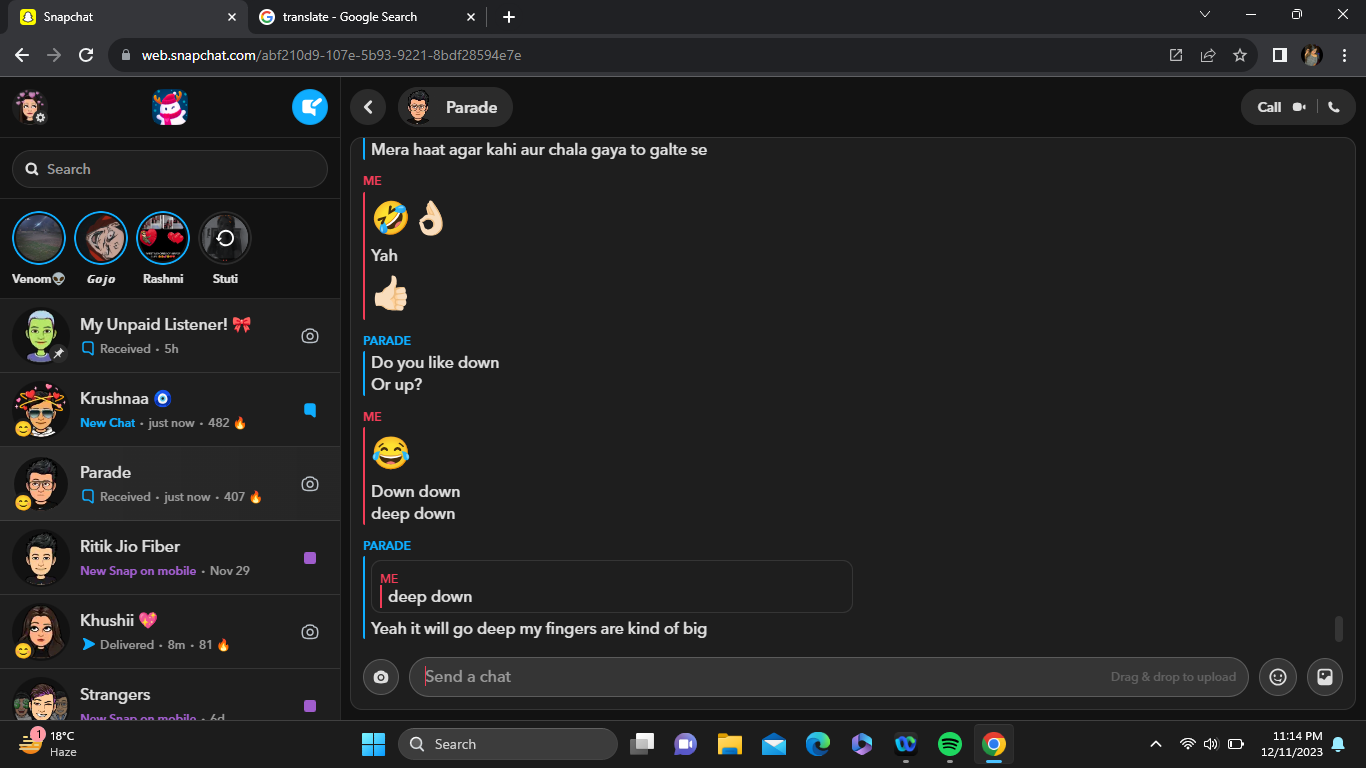 Snapchat
translate - Google Search
web.snapchat.com/abf210d9-107e-5b93-9221-8bdf28594e7e
Parade
Call
Search
Venom👽
Gojo
Rashmi
Stuti
My Unpaid Listener! 🎀
Received · 5h
Krushnaa 🧿
New Chat · just now · 482 🔥
Parade
Received · just now · 407 🔥
Ritik Jio Fiber
New Snap on mobile · Nov 29
Khushii 💖
Delivered · 8m · 81 🔥
Strangers
New Snap on mobile · 6d
Mera haat agar kahi aur chala gaya to galte se
ME
🤣👌🏻
Yah
👍🏻
PARADE
Do you like down
Or up?
ME
😂
Down down
deep down
PARADE
ME
deep down
Yeah it will go deep my fingers are kind of big
Send a chat
Drag & drop to upload
1
18°C
Haze
Search
11:14 PM
12/11/2023